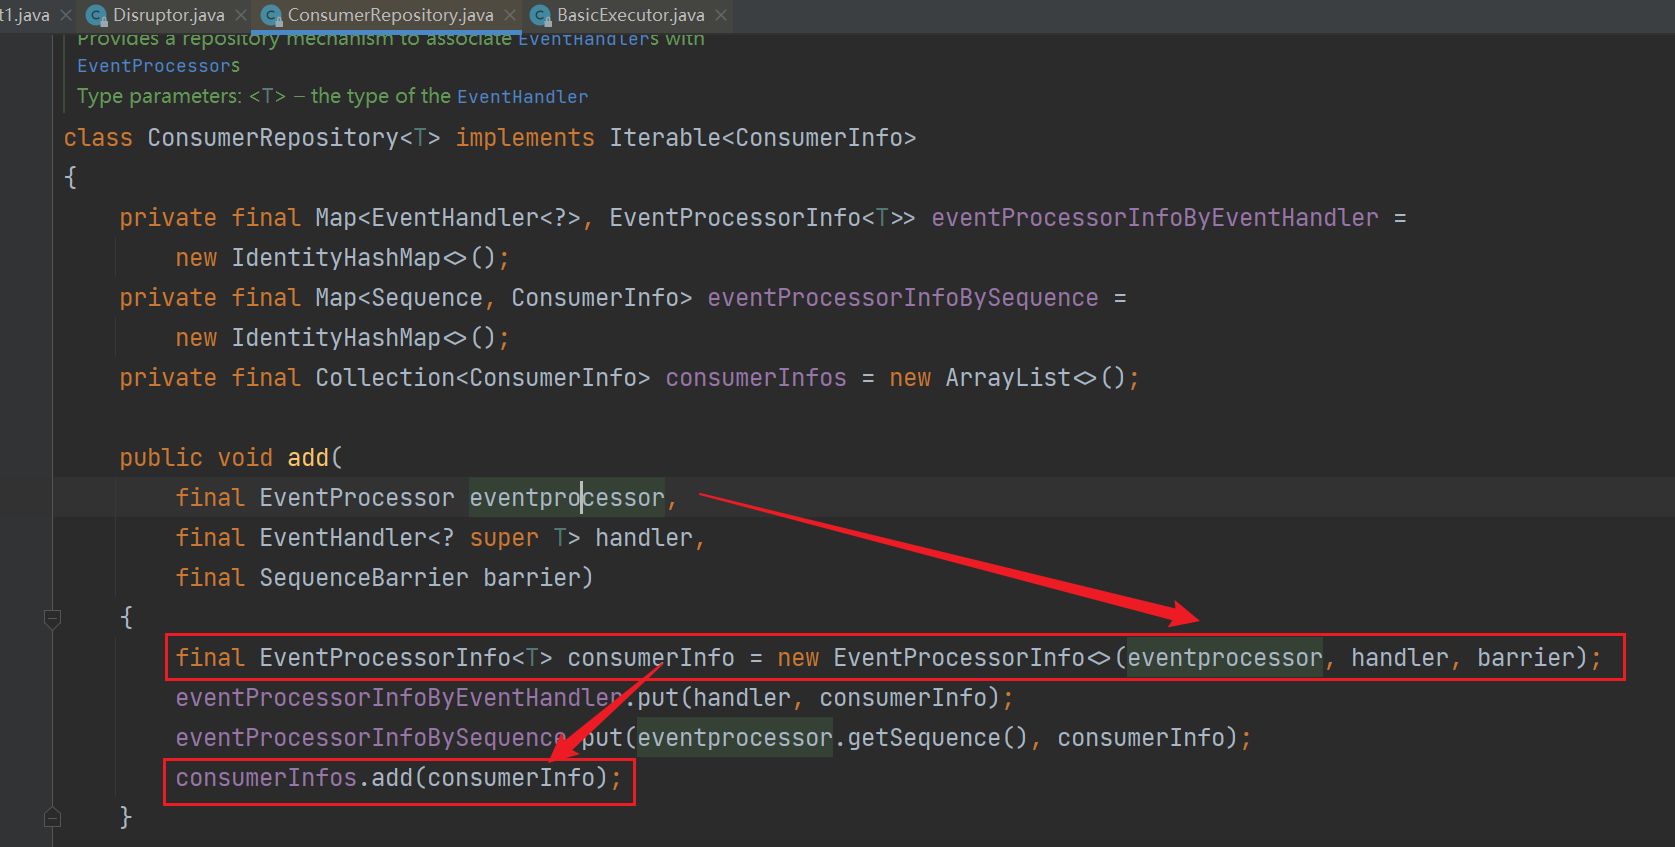 t1.java Disruptor.java ConsumerRepository.java BasicExecutor.java
Provides a repository mechanism to associate EventHandlers with
EventProcessors
Type parameters: <T> – the type of the EventHandler
class ConsumerRepository<T> implements Iterable<ConsumerInfo>
{
private final Map<EventHandler<?>, EventProcessorInfo<T>> eventProcessorInfoByEventHandler =
new IdentityHashMap<>();
private final Map<Sequence, ConsumerInfo> eventProcessorInfoBySequence =
new IdentityHashMap<>();
private final Collection<ConsumerInfo> consumerInfos = new ArrayList<>();
public void add(
final EventProcessor eventprocessor,
final EventHandler<? super T> handler,
final SequenceBarrier barrier)
{
final EventProcessorInfo<T> consumerInfo = new EventProcessorInfo<>(eventprocessor, handler, barrier);
eventProcessorInfoByEventHandler.put(handler, consumerInfo);
eventProcessorInfoBySequence.put(eventprocessor.getSequence(), consumerInfo);
consumerInfos.add(consumerInfo);
}